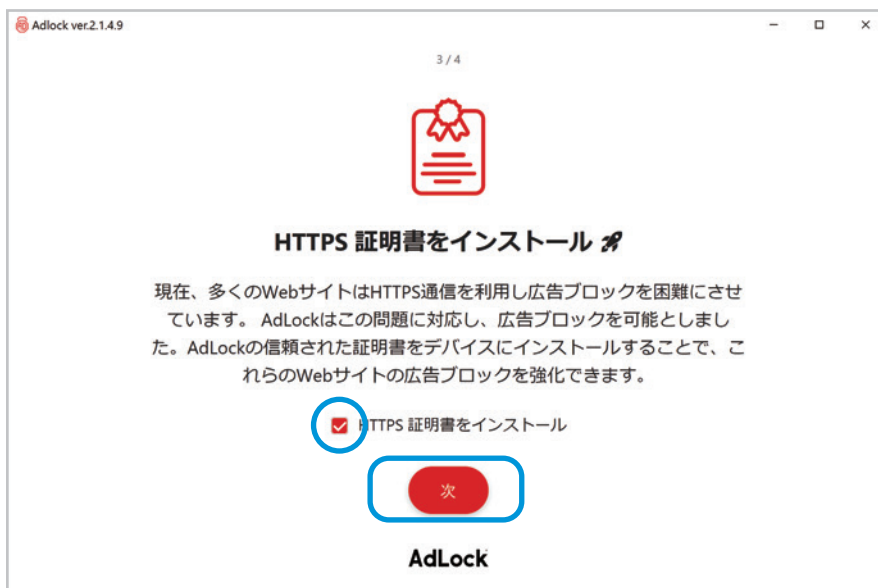 Adlock ver.2.1.4.9
3 / 4
HTTPS 証明書をインストール
現在、多くのWebサイトはHTTPS通信を利用し広告ブロックを困難にさせ
ています。 AdLockはこの問題に対応し、広告ブロックを可能としまし
た。AdLockの信頼された証明書をデバイスにインストールすることで、こ
れらのWebサイトの広告ブロックを強化できます。
HTTPS 証明書をインストール
次
AdLock